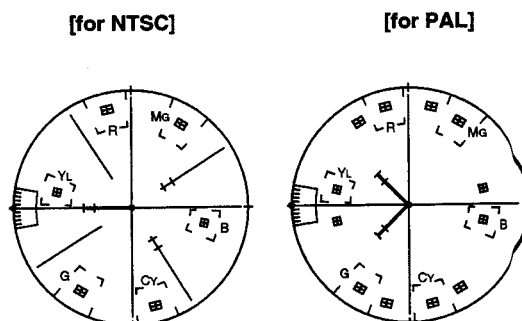 [for NTSC] [for PAL]
R MG R MG
YL YL
B B
G CY G CY